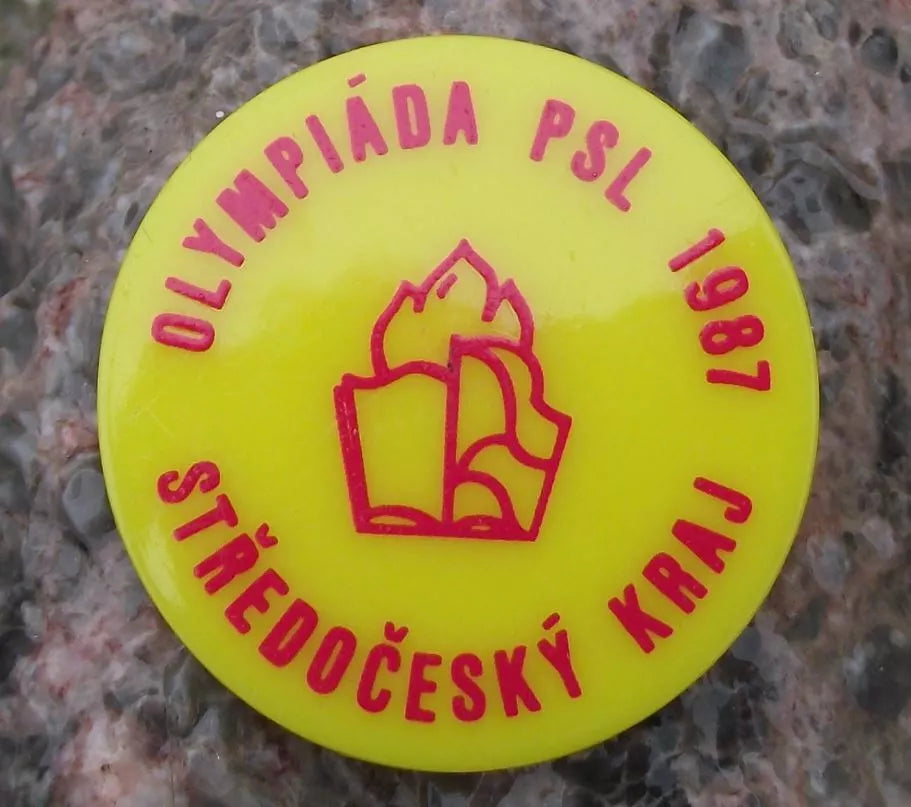 OLYMPIÁDA PSL 1987
STŘEDOČESKÝ KRAJ